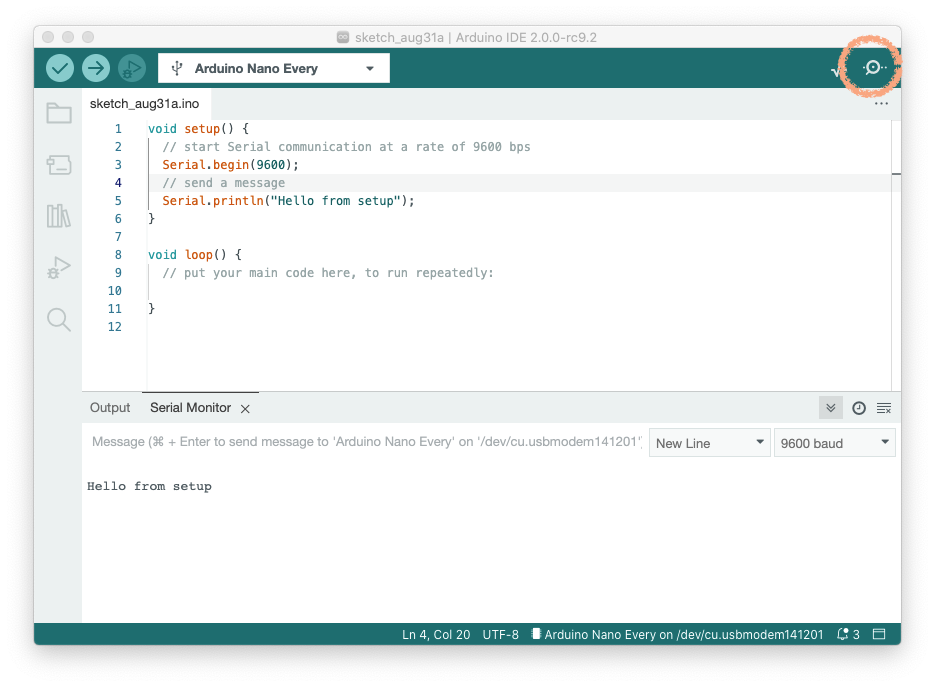 sketch_aug31a | Arduino IDE 2.0.0-rc9.2
Arduino Nano Every
sketch_aug31a.ino
1 void setup() {
2 // start Serial communication at a rate of 9600 bps
3 Serial.begin(9600);
4 // send a message
5 Serial.println("Hello from setup");
6 }
7
8 void loop() {
9 // put your main code here, to run repeatedly:
10
11 }
12
Output Serial Monitor
Message (⌘ + Enter to send message to 'Arduino Nano Every' on '/dev/cu.usbmodem141201' New Line 9600 baud
Hello from setup
Ln 4, Col 20 UTF-8 Arduino Nano Every on /dev/cu.usbmodem141201 3